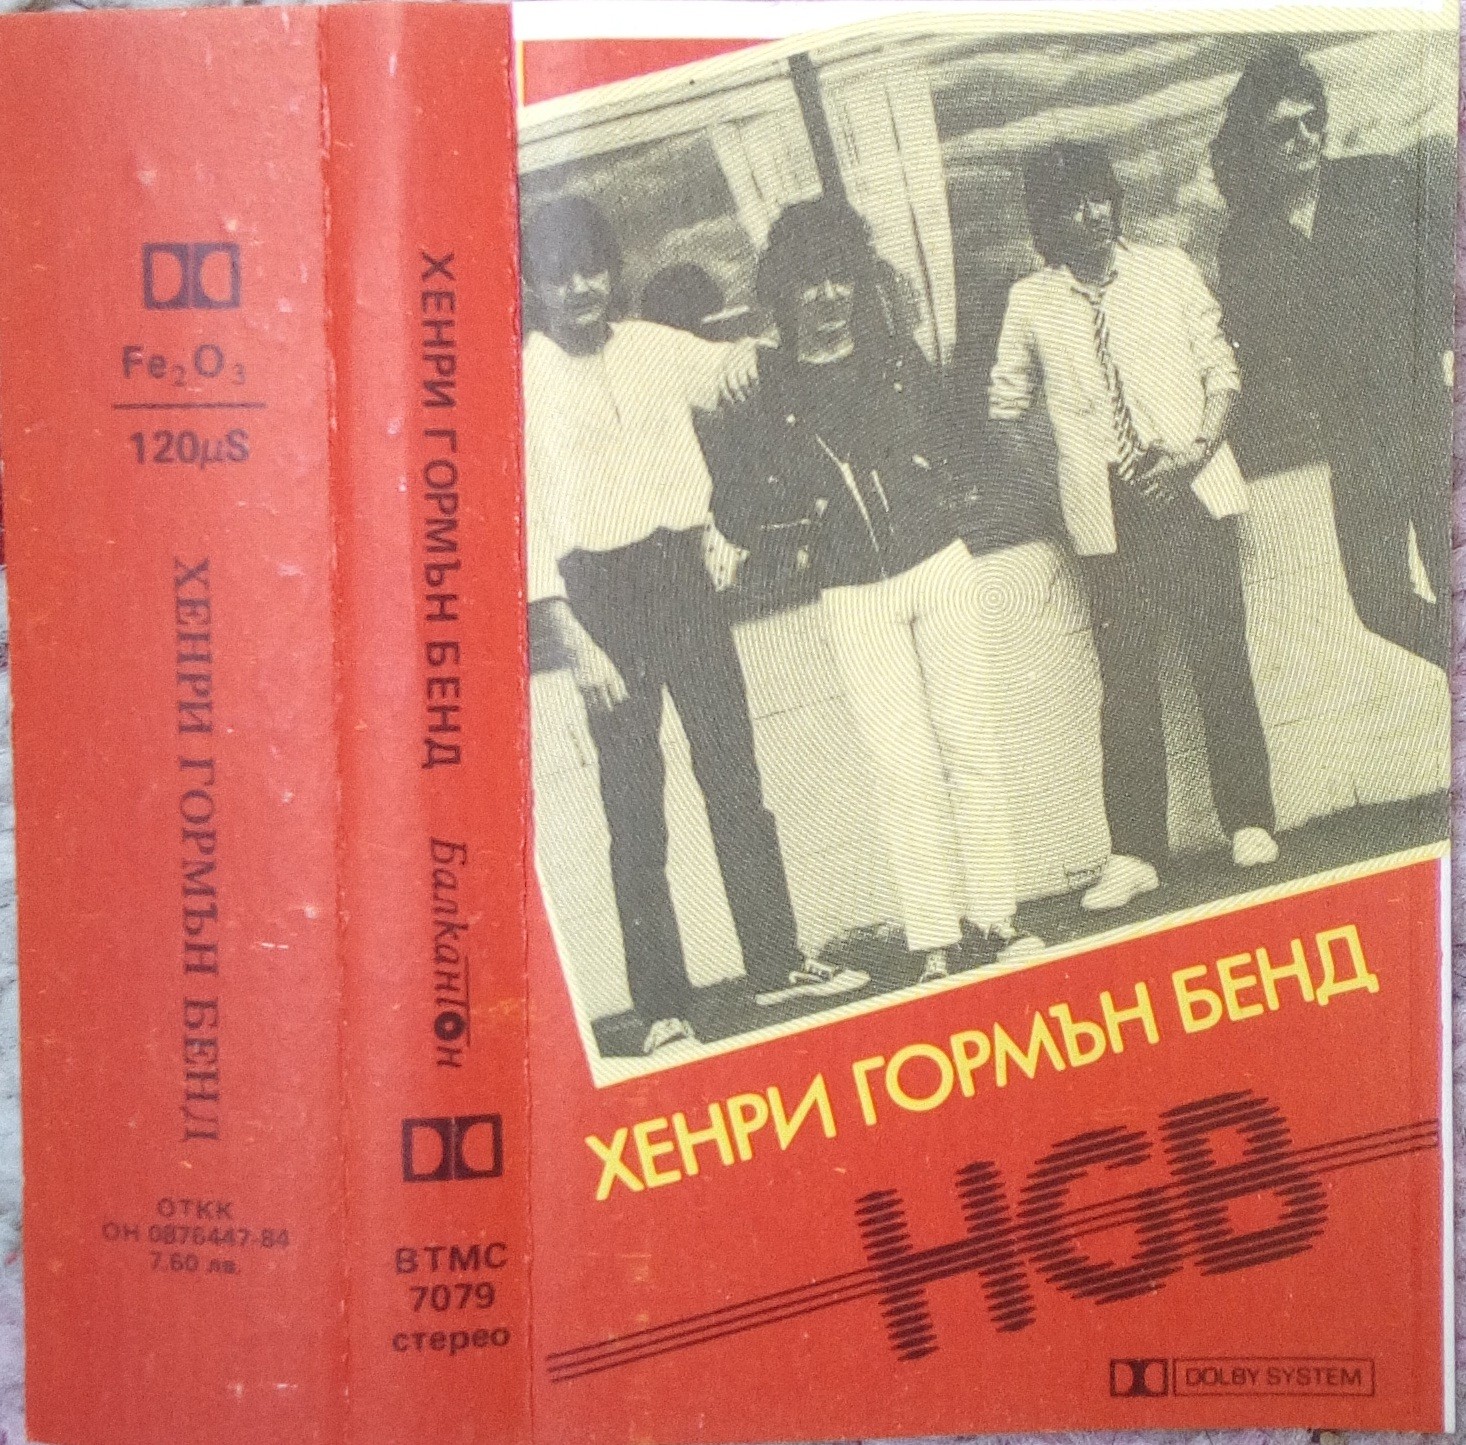 Fe₂O₃
120µS
ХЕНРИ ГОРМЪН БЕНД
ОТКК
ОН 0876447-84
7.60 лв.
ХЕНРИ ГОРМЪН БЕНД Балкантон
ВТМС
7079
стерео
ХЕНРИ ГОРМЪН БЕНД
HGB
DOLBY SYSTEM